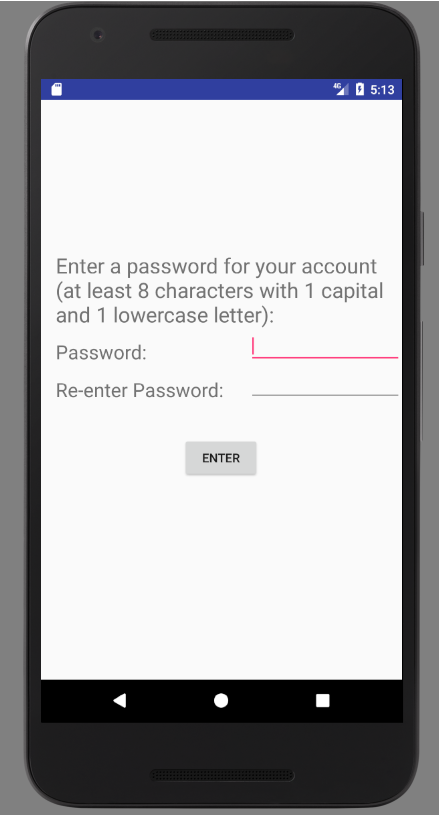 4G 5:13
Enter a password for your account
(at least 8 characters with 1 capital
and 1 lowercase letter):
Password:
Re-enter Password:
ENTER